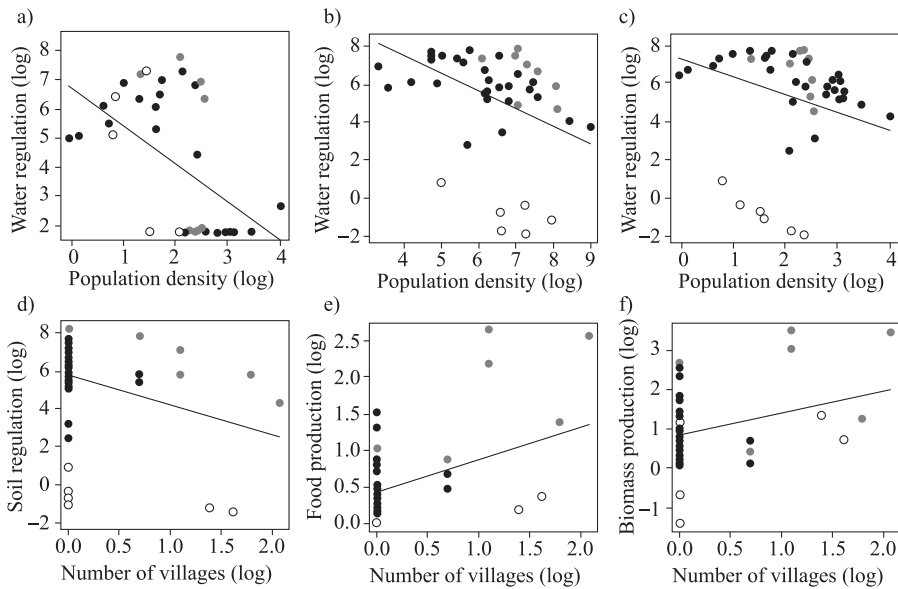 a)
Water regulation (log)
8
7
6
5
4
3
2
0 1 2 3 4
Population density (log)
b)
Water regulation (log)
8
6
4
2
0
−2
4 5 6 7 8 9
Population density (log)
c)
Water regulation (log)
8
6
4
2
0
−2
0 1 2 3 4
Population density (log)
d)
Soil regulation (log)
8
6
4
2
0
−2
0.0 0.5 1.0 1.5 2.0
Number of villages (log)
e)
Food production (log)
2.5
2.0
1.5
1.0
0.5
0.0
0.0 0.5 1.0 1.5 2.0
Number of villages (log)
f)
Biomass production (log)
3
2
1
0
−1
0.0 0.5 1.0 1.5 2.0
Number of villages (log)